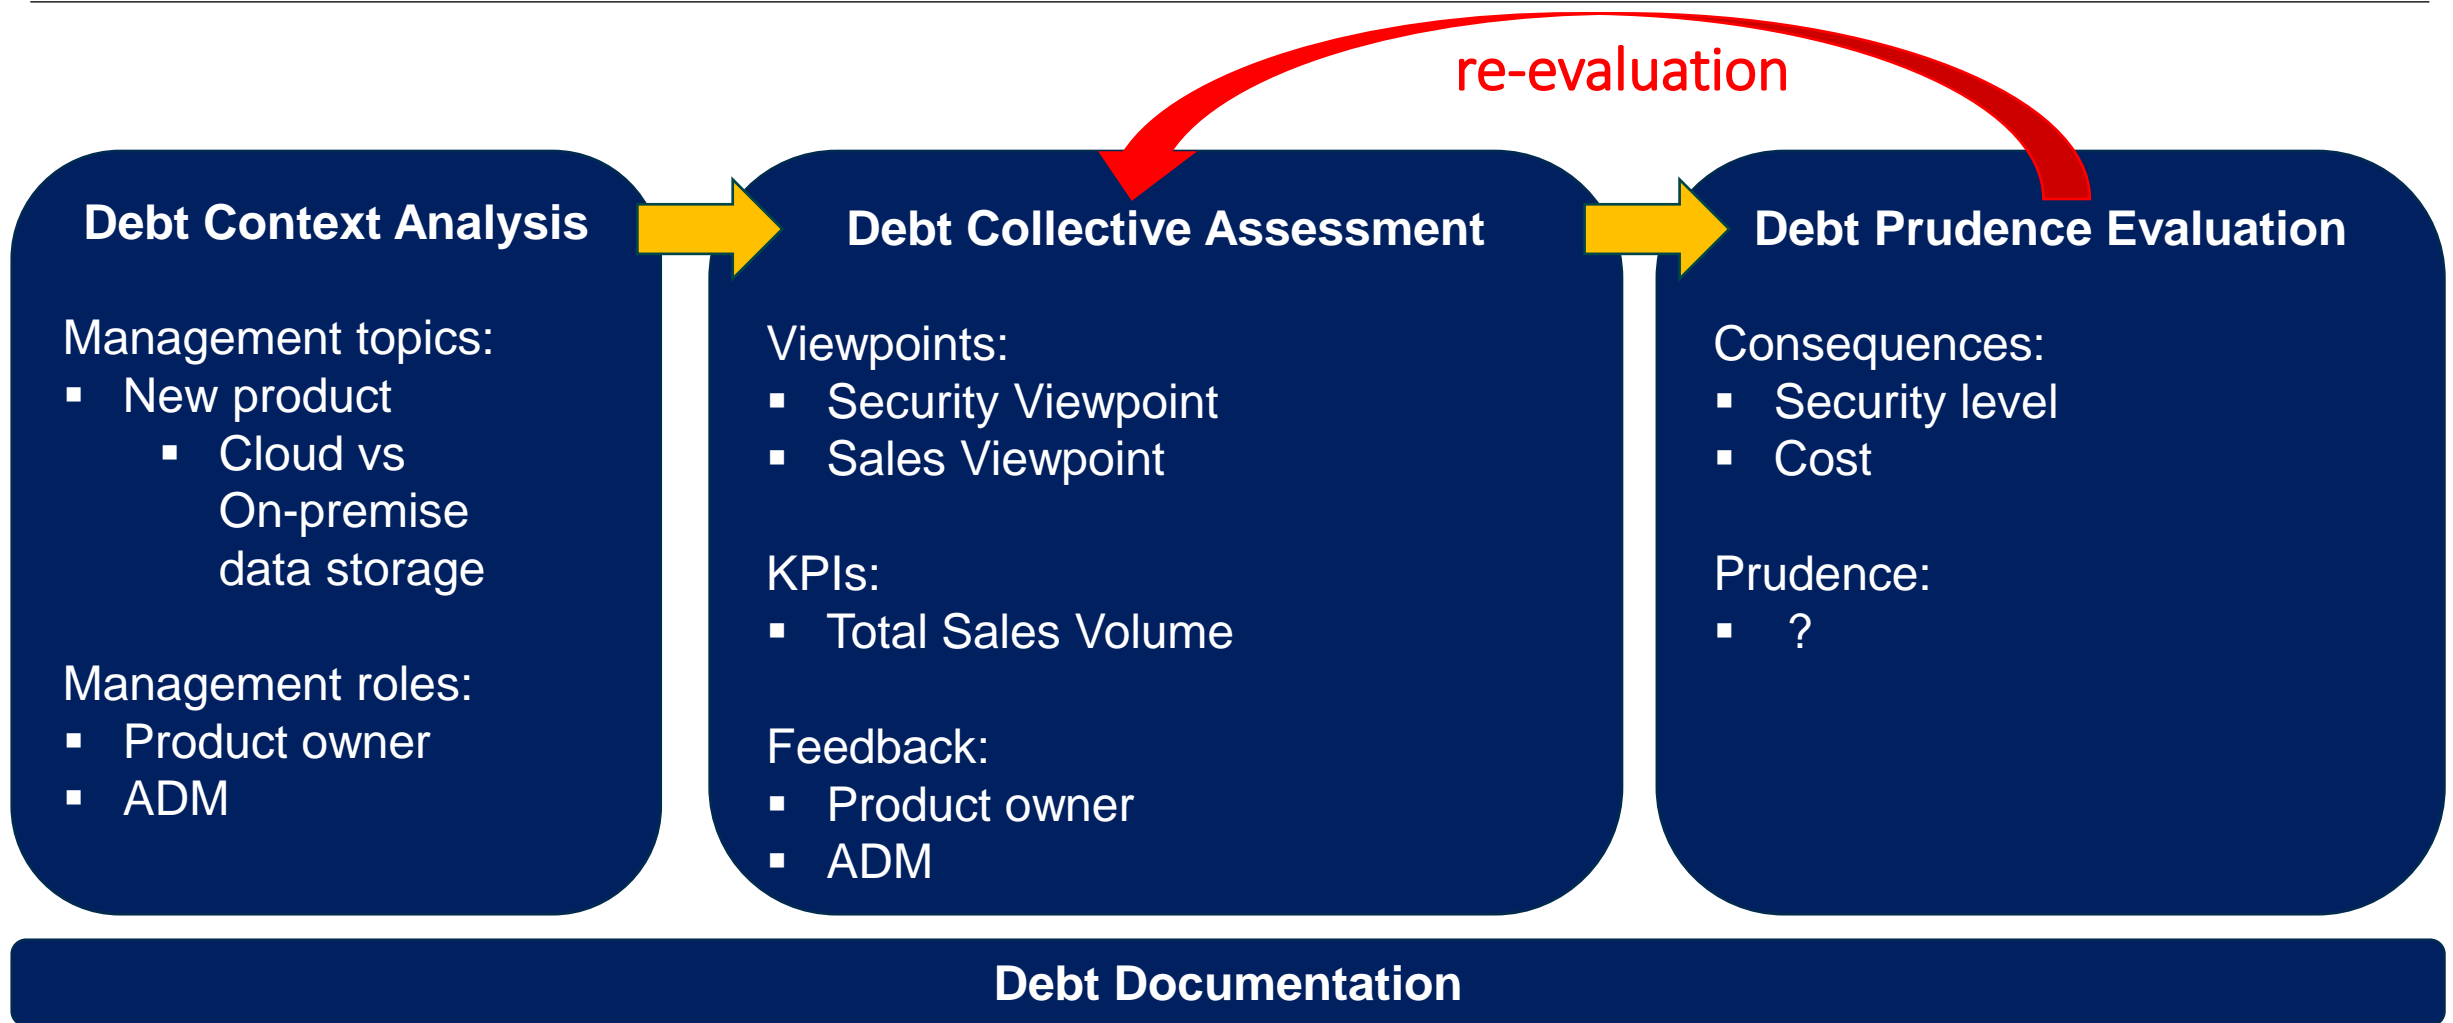 re-evaluation
Debt Context Analysis
Management topics:
▪ New product
▪ Cloud vs
On-premise
data storage
Management roles:
▪ Product owner
▪ ADM
Debt Collective Assessment
Viewpoints:
▪ Security Viewpoint
▪ Sales Viewpoint
KPIs:
▪ Total Sales Volume
Feedback:
▪ Product owner
▪ ADM
Debt Prudence Evaluation
Consequences:
▪ Security level
▪ Cost
Prudence:
▪ ?
Debt Documentation